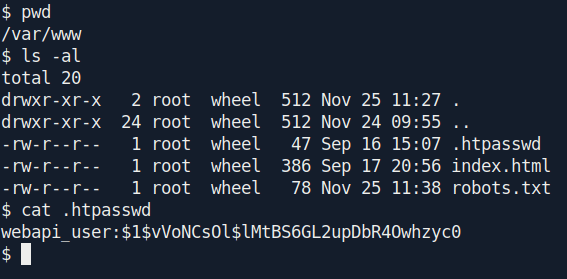 $ pwd
/var/www
$ ls -al
total 20
drwxr-xr-x   2 root  wheel  512 Nov 25 11:27 .
drwxr-xr-x  24 root  wheel  512 Nov 24 09:55 ..
-rw-r--r--   1 root  wheel   47 Sep 16 15:07 .htpasswd
-rw-r--r--   1 root  wheel  386 Sep 17 20:56 index.html
-rw-r--r--   1 root  wheel   78 Nov 25 11:38 robots.txt
$ cat .htpasswd
webapi_user:$1$vVoNCsOl$lMtBS6GL2upDbR4Owhzyc0
$